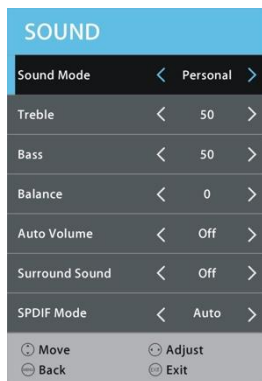 SOUND
Sound Mode < Personal >
Treble < 50 >
Bass < 50 >
Balance < 0 >
Auto Volume < Off >
Surround Sound < Off >
SPDIF Mode < Auto >
Move Adjust
Back Exit